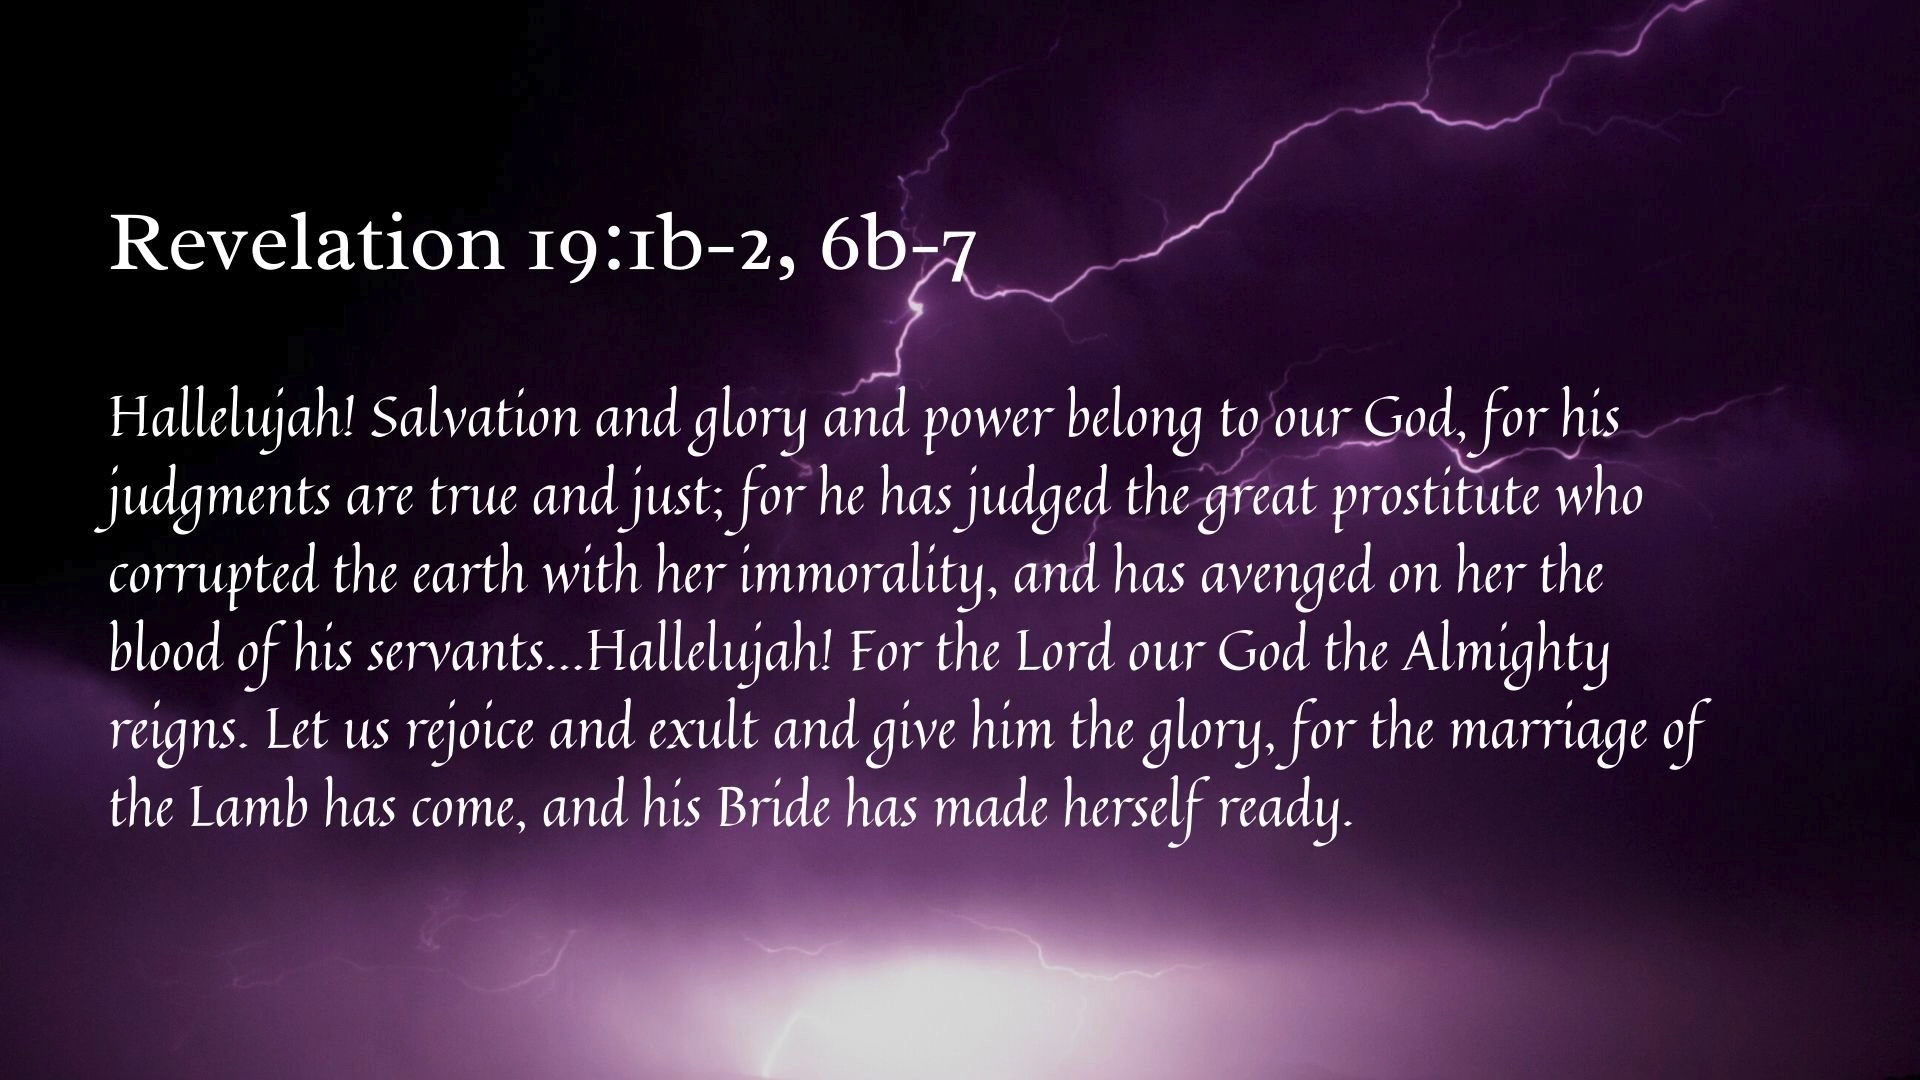 Revelation 19:1b-2, 6b-7
Hallelujah! Salvation and glory and power belong to our God, for his
judgments are true and just; for he has judged the great prostitute who
corrupted the earth with her immorality, and has avenged on her the
blood of his servants...Hallelujah! For the Lord our God the Almighty
reigns. Let us rejoice and exult and give him the glory, for the marriage of
the Lamb has come, and his Bride has made herself ready.